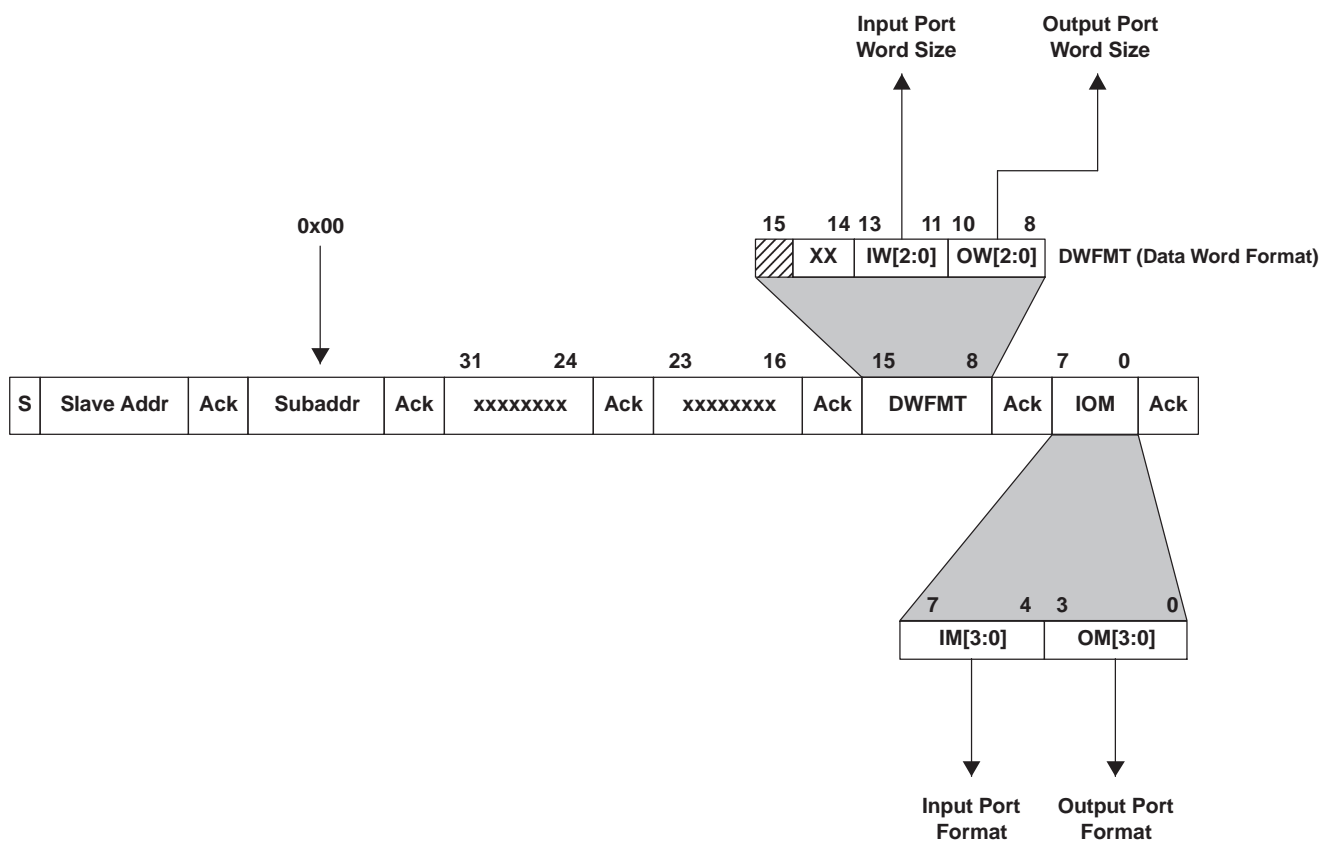 Input Port
Word Size
Output Port
Word Size
15 14 13 11 10 8
0x00
XX IW[2:0] OW[2:0] DWFMT (Data Word Format)
31 24 23 16 15 8 7 0
S Slave Addr Ack Subaddr Ack xxxxxxxx Ack xxxxxxxx Ack DWFMT Ack IOM Ack
7 4 3 0
IM[3:0] OM[3:0]
Input Port
Format
Output Port
Format